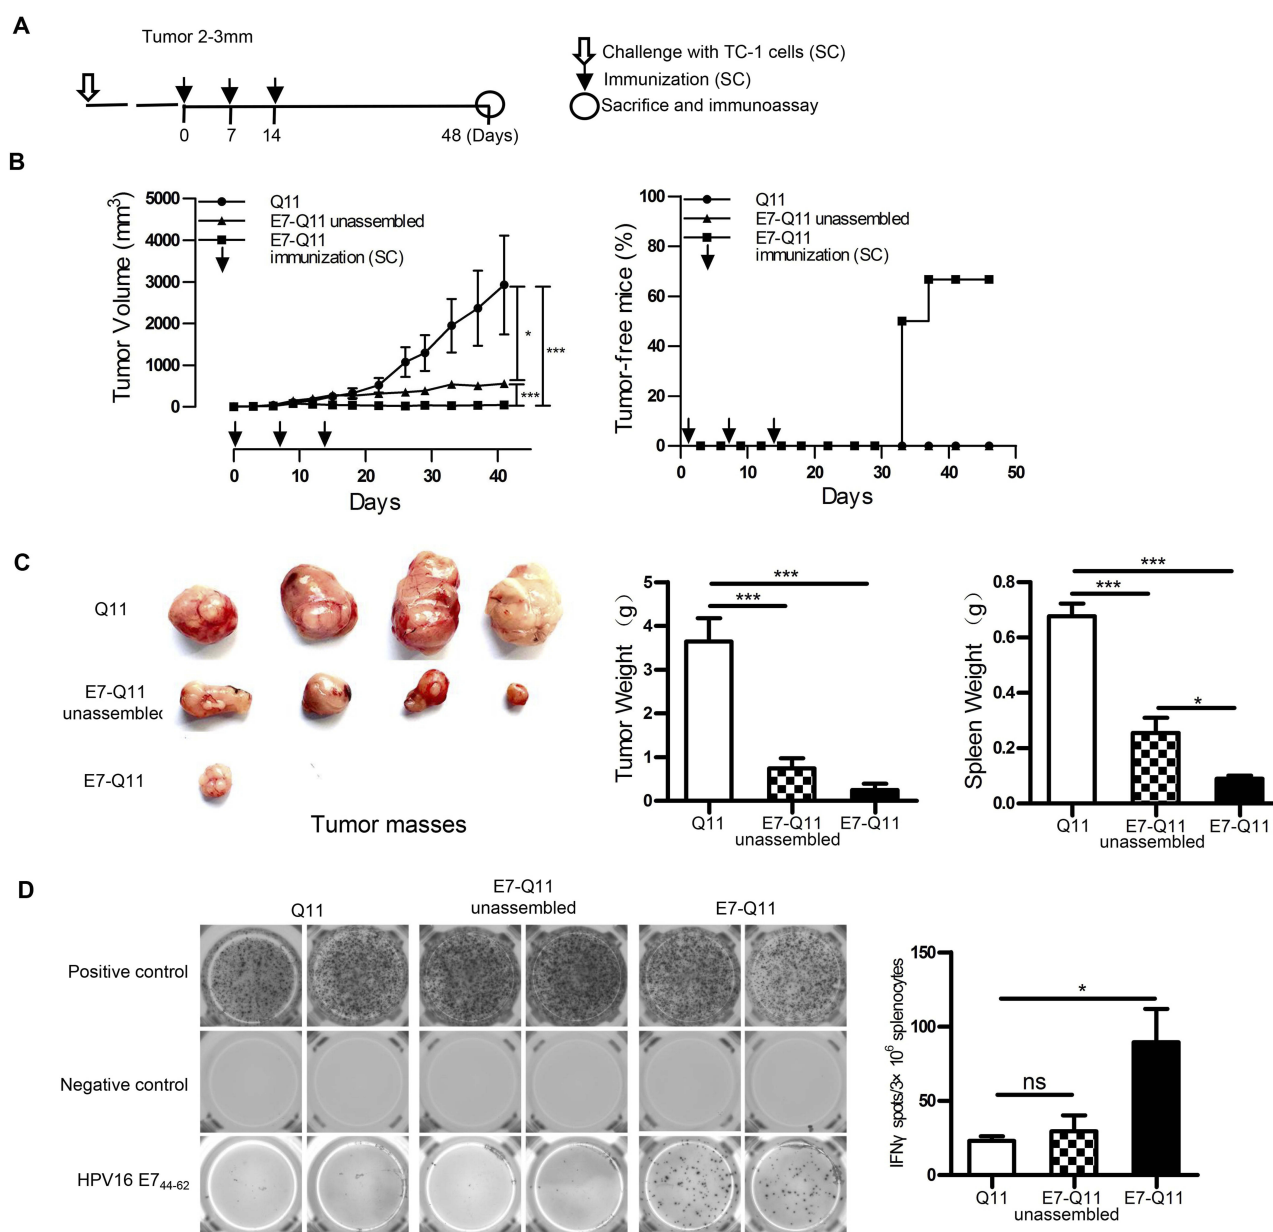 A
Tumor 2-3mm
0 7 14 48 (Days)
Challenge with TC-1 cells (SC)
Immunization (SC)
Sacrifice and immunoassay
B
Tumor Volume (mm³)
5000
4000
3000
2000
1000
0
Q11
E7-Q11 unassembled
E7-Q11
immunization (SC)
*
***
***
0 10 20 30 40
Days
Tumor-free mice (%)
100
80
60
40
20
0
Q11
E7-Q11 unassembled
E7-Q11
immunization (SC)
0 10 20 30 40 50
Days
C
Q11
E7-Q11
unassembled
E7-Q11
Tumor masses
Tumor Weight (g)
5
4
3
2
1
0
***
***
Q11 E7-Q11 E7-Q11
unassembled
Spleen Weight (g)
0.8
0.6
0.4
0.2
0.0
***
***
*
Q11 E7-Q11 E7-Q11
unassembled
D
Q11
E7-Q11
unassembled
E7-Q11
Positive control
Negative control
HPV16 E7₄₄₋₆₂
IFNγ spots/3× 10⁶ splenocytes
150
100
50
0
*
ns
Q11 E7-Q11 E7-Q11
unassembled